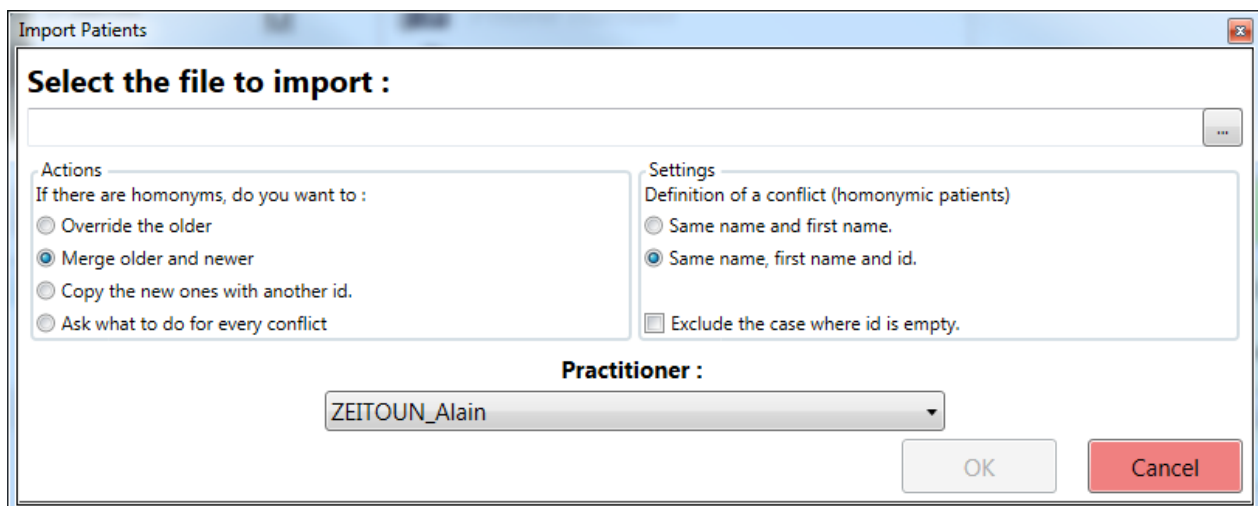 Import Patients
Select the file to import :
...
Actions
If there are homonyms, do you want to :
Override the older
Merge older and newer
Copy the new ones with another id.
Ask what to do for every conflict
Settings
Definition of a conflict (homonymic patients)
Same name and first name.
Same name, first name and id.
Exclude the case where id is empty.
Practitioner :
ZEITOUN_Alain
OK
Cancel